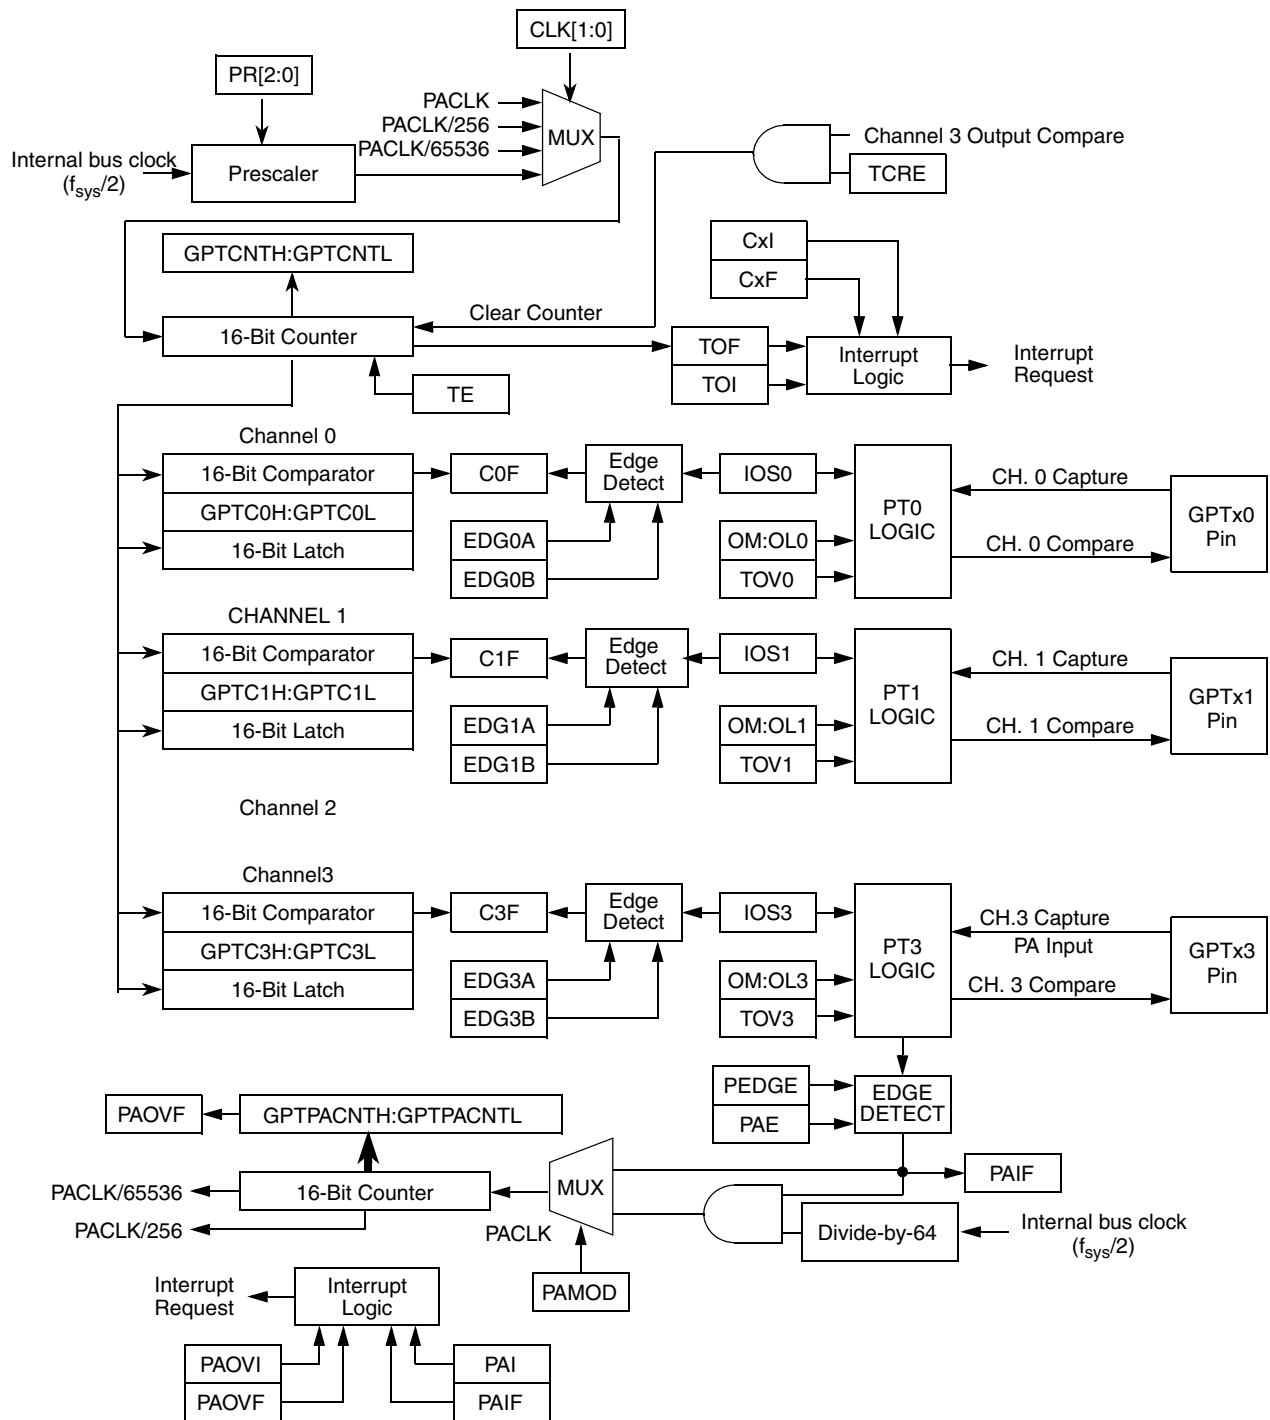 CLK[1:0]
PR[2:0]
PACLK
PACLK/256
PACLK/65536
MUX
Internal bus clock
(fsys/2)
Prescaler
Channel 3 Output Compare
TCRE
GPTCNTH:GPTCNTL
CxI
CxF
Clear Counter
16-Bit Counter
TOF
TOI
Interrupt
Logic
Interrupt
Request
TE
Channel 0
16-Bit Comparator
GPTC0H:GPTC0L
16-Bit Latch
C0F
Edge
Detect
IOS0
EDG0A
EDG0B
OM:OL0
TOV0
PT0
LOGIC
CH. 0 Capture
CH. 0 Compare
GPTx0
Pin
CHANNEL 1
16-Bit Comparator
GPTC1H:GPTC1L
16-Bit Latch
C1F
Edge
Detect
IOS1
EDG1A
EDG1B
OM:OL1
TOV1
PT1
LOGIC
CH. 1 Capture
CH. 1 Compare
GPTx1
Pin
Channel 2
Channel3
16-Bit Comparator
GPTC3H:GPTC3L
16-Bit Latch
C3F
Edge
Detect
IOS3
EDG3A
EDG3B
OM:OL3
TOV3
PT3
LOGIC
CH.3 Capture
PA Input
CH. 3 Compare
GPTx3
Pin
PEDGE
PAE
EDGE
DETECT
PAOVF
GPTPACNTH:GPTPACNTL
PACLK/65536
16-Bit Counter
PACLK/256
MUX
PACLK
PAIF
Divide-by-64
Internal bus clock
(fsys/2)
PAMOD
Interrupt
Request
Interrupt
Logic
PAOVI
PAOVF
PAI
PAIF